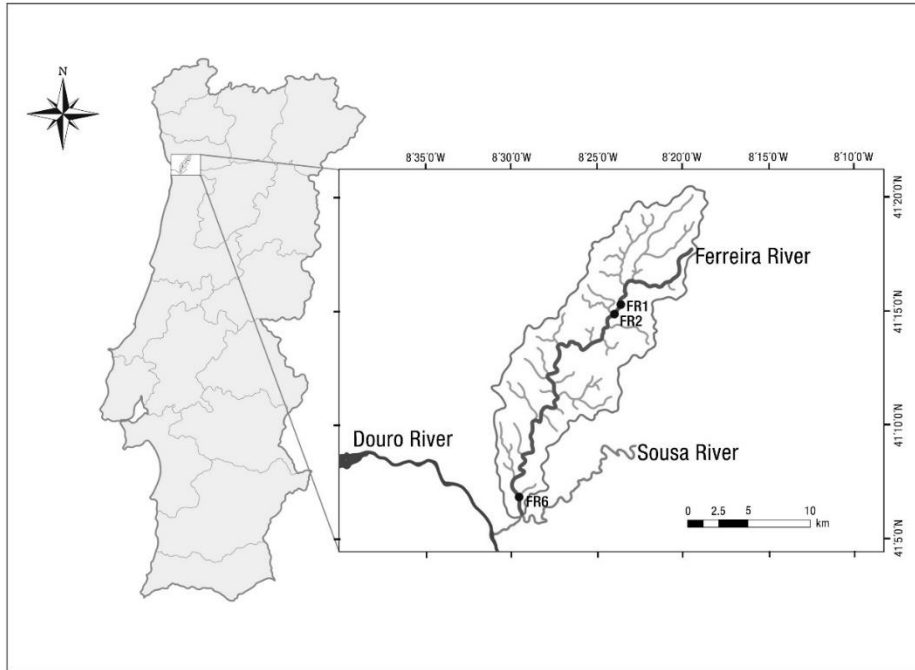 N
8°35'0"W 8°30'0"W 8°25'0"W 8°20'0"W 8°15'0"W 8°10'0"W
41°20'0"N
Ferreira River
FR1
FR2
41°15'0"N
41°10'0"N
Douro River
Sousa River
FR6
0 2.5 5 10
km
41°5'0"N